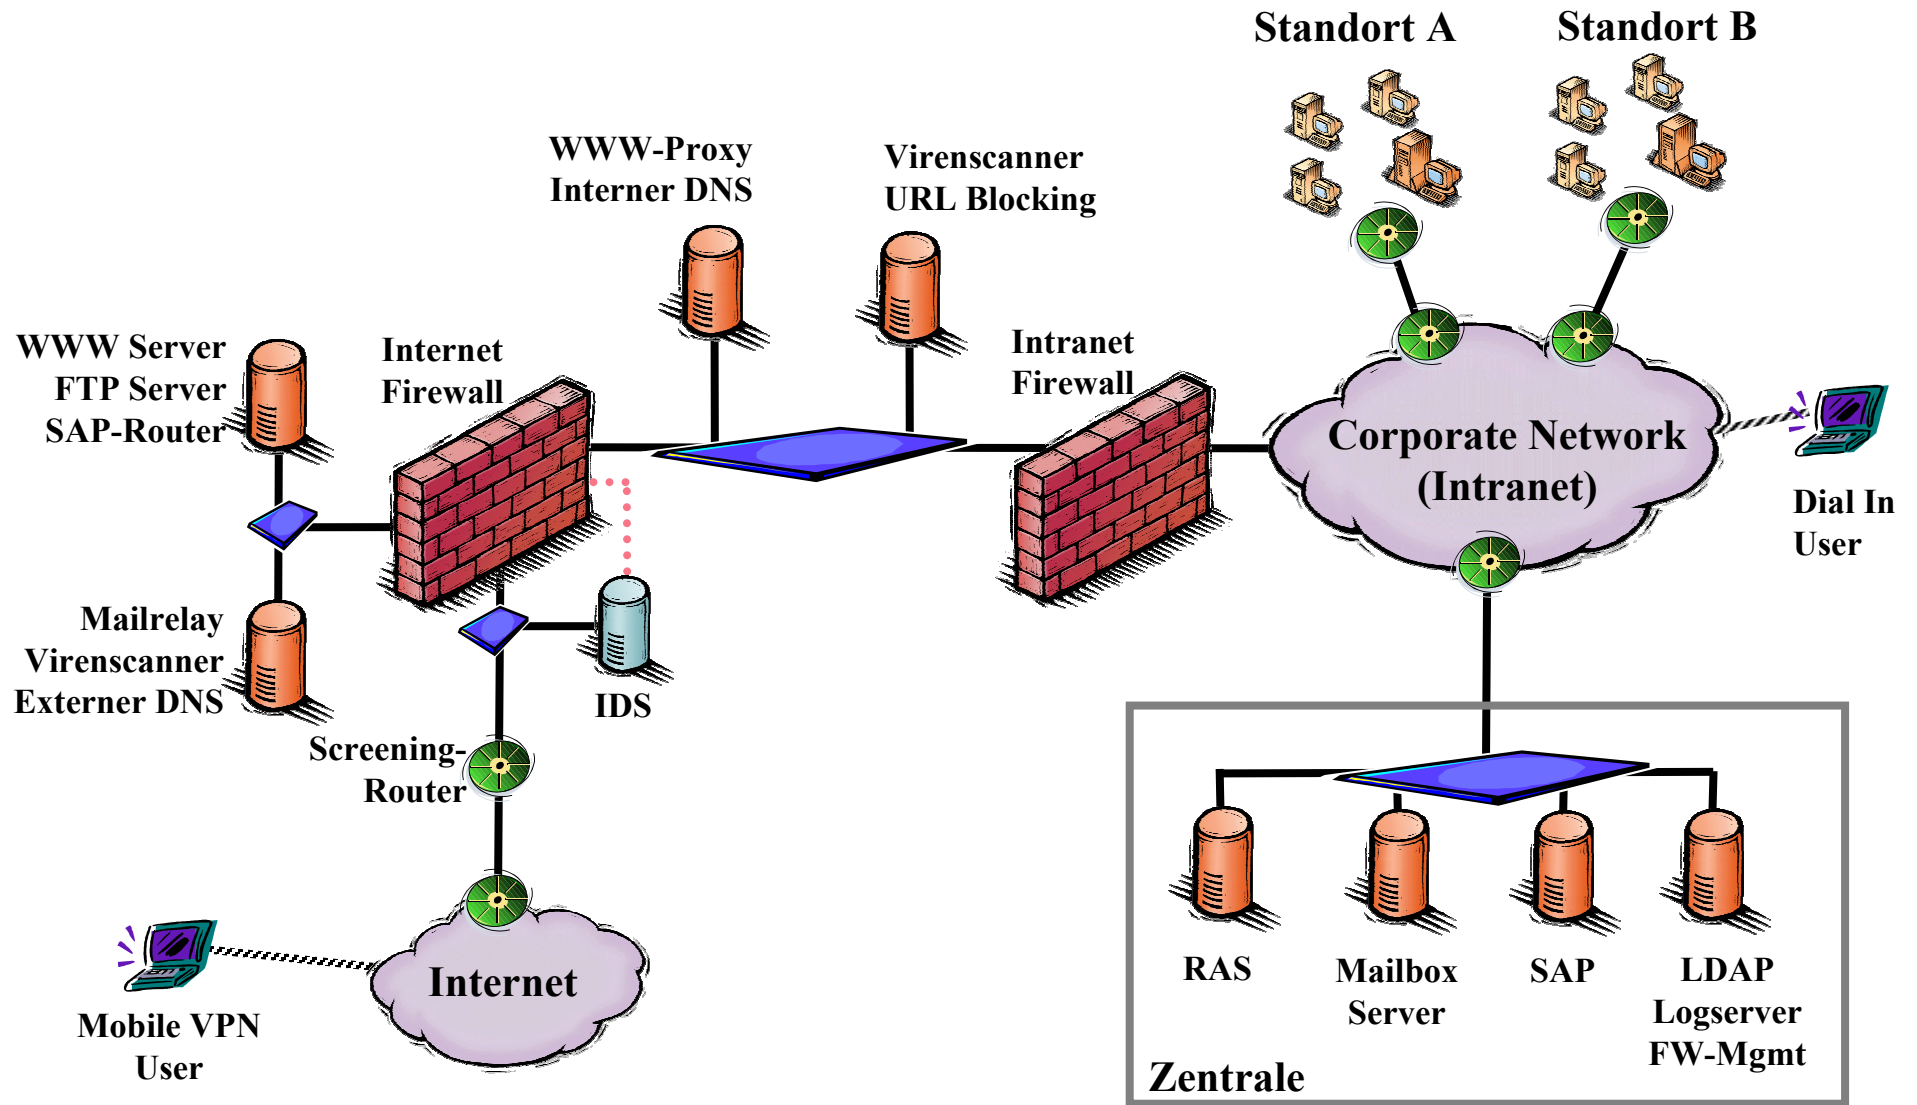 Standort A
Standort B
WWW-Proxy
Interner DNS
Virenscanner
URL Blocking
WWW Server
FTP Server
SAP-Router
Internet
Firewall
Intranet
Firewall
Corporate Network
(Intranet)
Dial In
User
Mailrelay
Virenscanner
Externer DNS
IDS
Screening-
Router
Internet
Mobile VPN
User
RAS
Mailbox
Server
SAP
LDAP
Logserver
FW-Mgmt
Zentrale